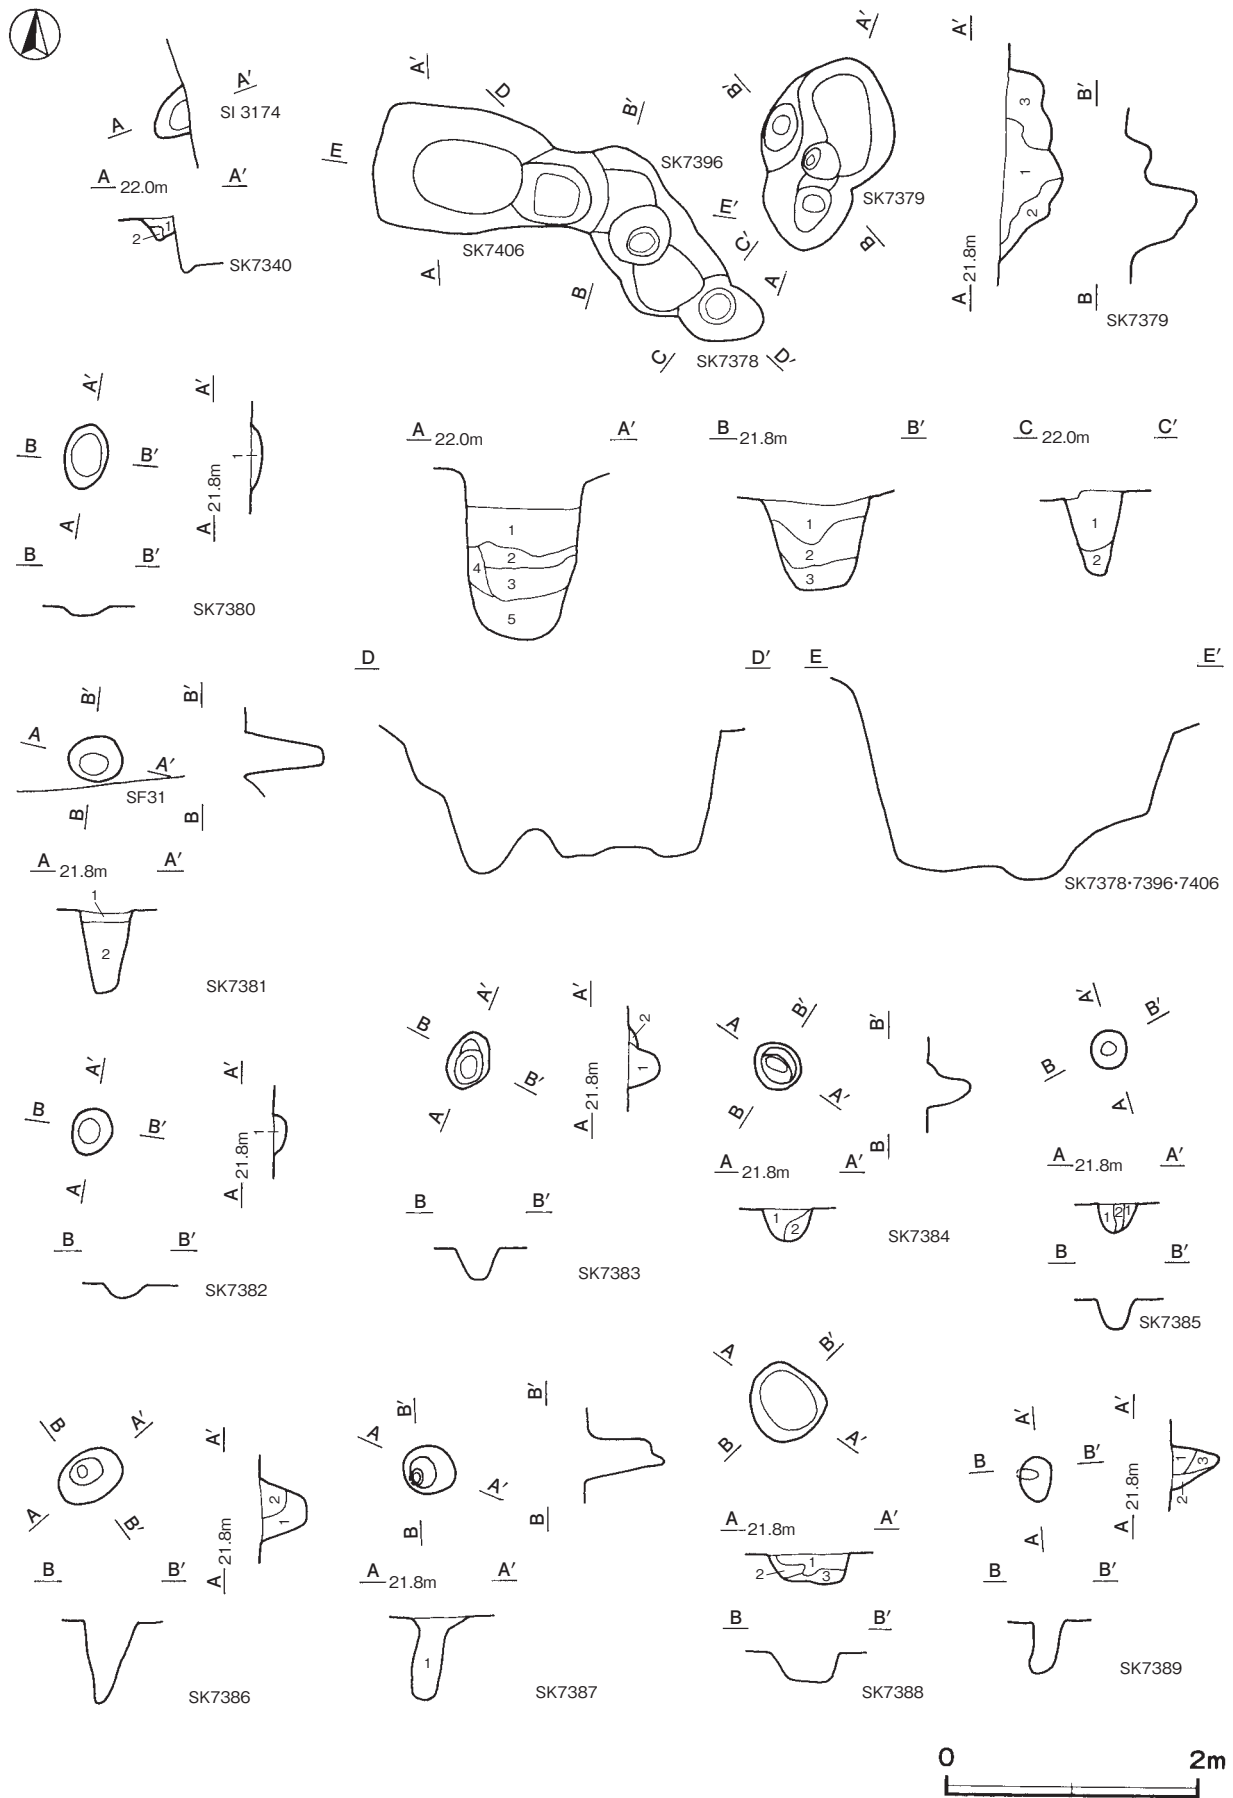 A A'
SI 3174
A 22.0m A'
1
2
SK7340
A' D B'
E
SK7396
SK7406
A B
E' C' A
C SK7378 D'
A'
B'
SK7379
B
A'
3
1
2
A 21.8m
B'
B
SK7379
A'
B B'
A
A'
1
A 21.8m
B B'
SK7380
A 22.0m A'
1
2
4
3
5
B 21.8m B'
1
2
3
C 22.0m C'
1
2
D D'
E E'
SK7378・7396・7406
B'
A A'
SF31
B
B'
B
A 21.8m A'
1
2
SK7381
A'
B B'
A
A'
1
A 21.8m
B B'
SK7382
A'
B B'
A
A'
2
1
A 21.8m
B B'
SK7383
A B'
B A'
B'
B
A 21.8m A'
1
2
SK7384
A' B'
B A
A 21.8m A'
1 2 1
B B'
SK7385
B A'
A B'
A'
2
1
A 21.8m
B B'
SK7386
B'
A A'
B
B'
B
A 21.8m A'
1
SK7387
A B'
B A'
A 21.8m A'
1
2 3
B B'
SK7388
A'
B B'
A
A'
1 3
2
A 21.8m
B B'
SK7389
0 2m